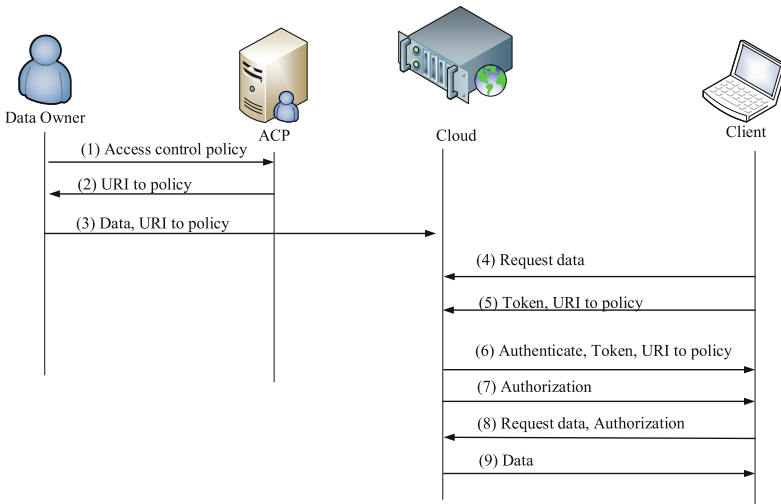 Data Owner
ACP
Cloud
Client
(1) Access control policy
(2) URI to policy
(3) Data, URI to policy
(4) Request data
(5) Token, URI to policy
(6) Authenticate, Token, URI to policy
(7) Authorization
(8) Request data, Authorization
(9) Data